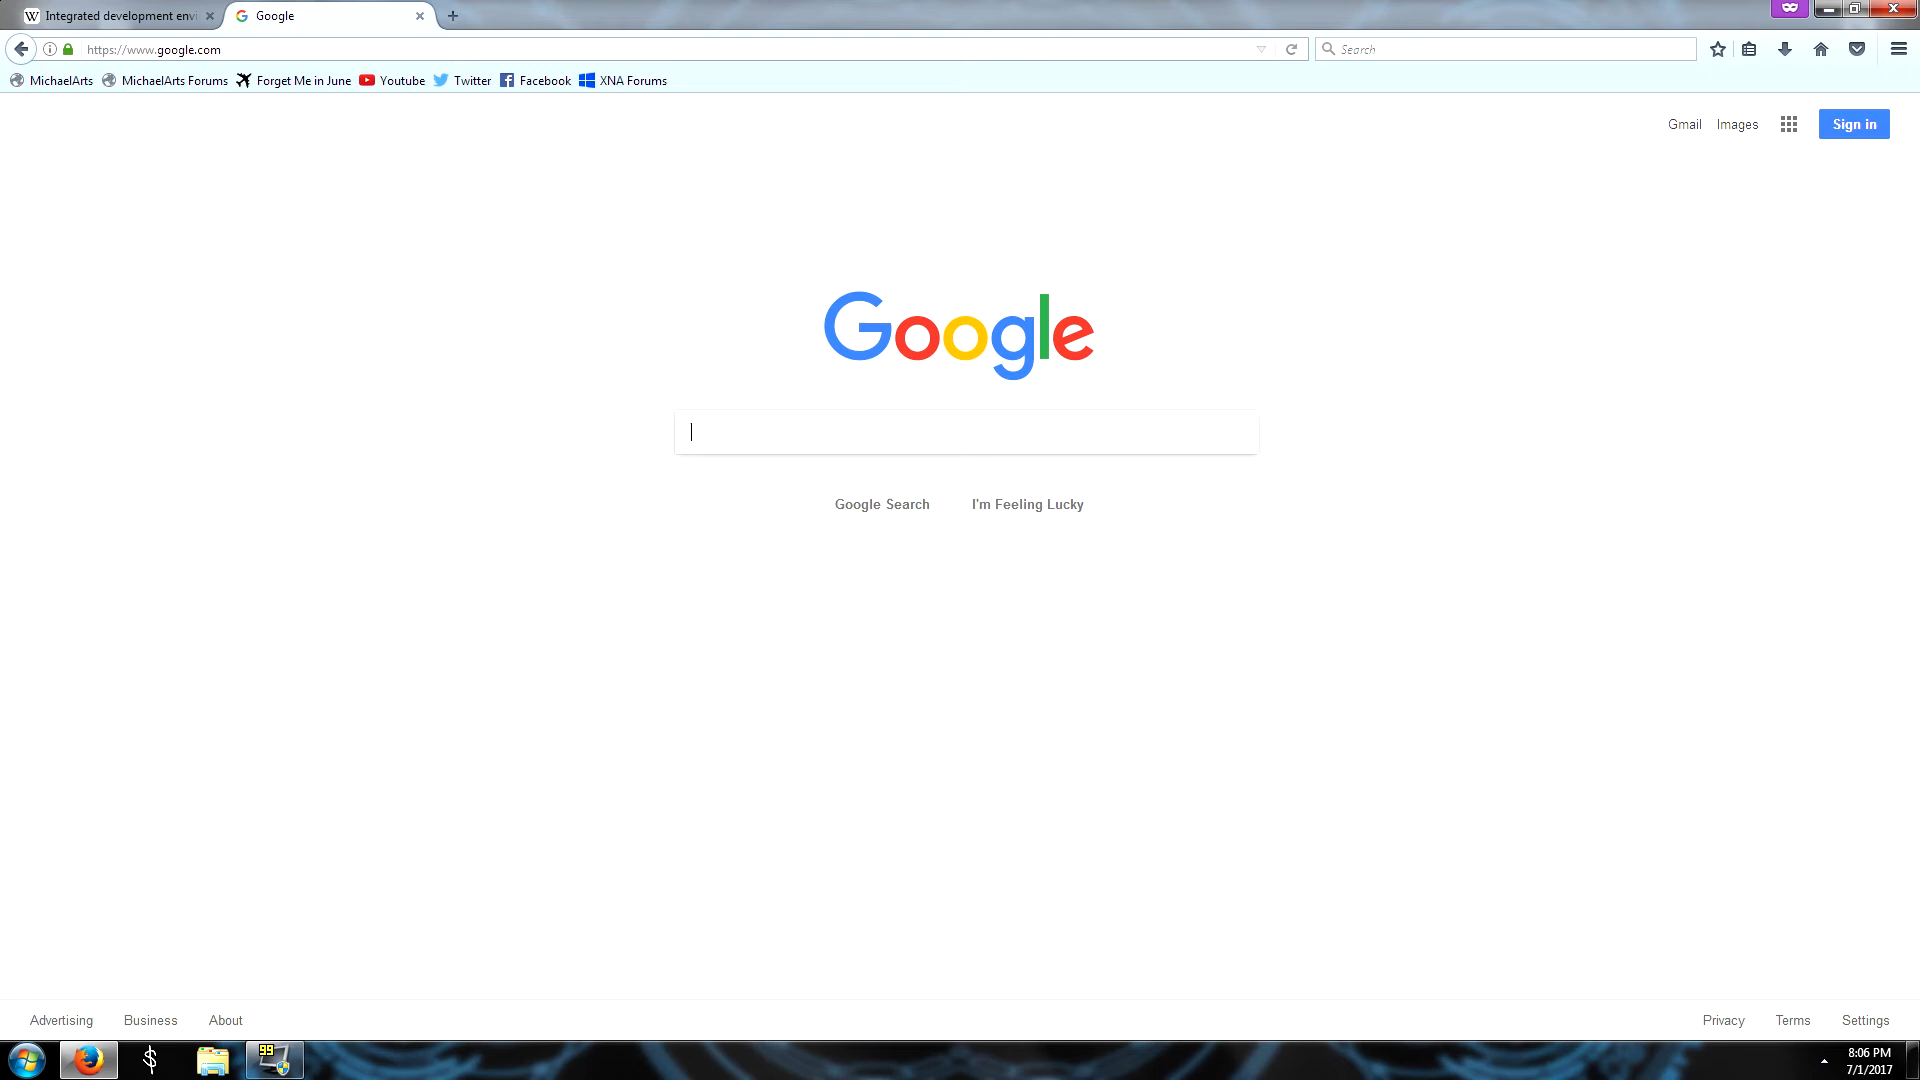 Integrated development envi
Google
https://www.google.com
Search
MichaelArts
MichaelArts Forums
Forget Me in June
Youtube
Twitter
Facebook
XNA Forums
Gmail
Images
Sign in
Google
Google Search
I'm Feeling Lucky
Advertising
Business
About
Privacy
Terms
Settings
99
8:06 PM
7/1/2017